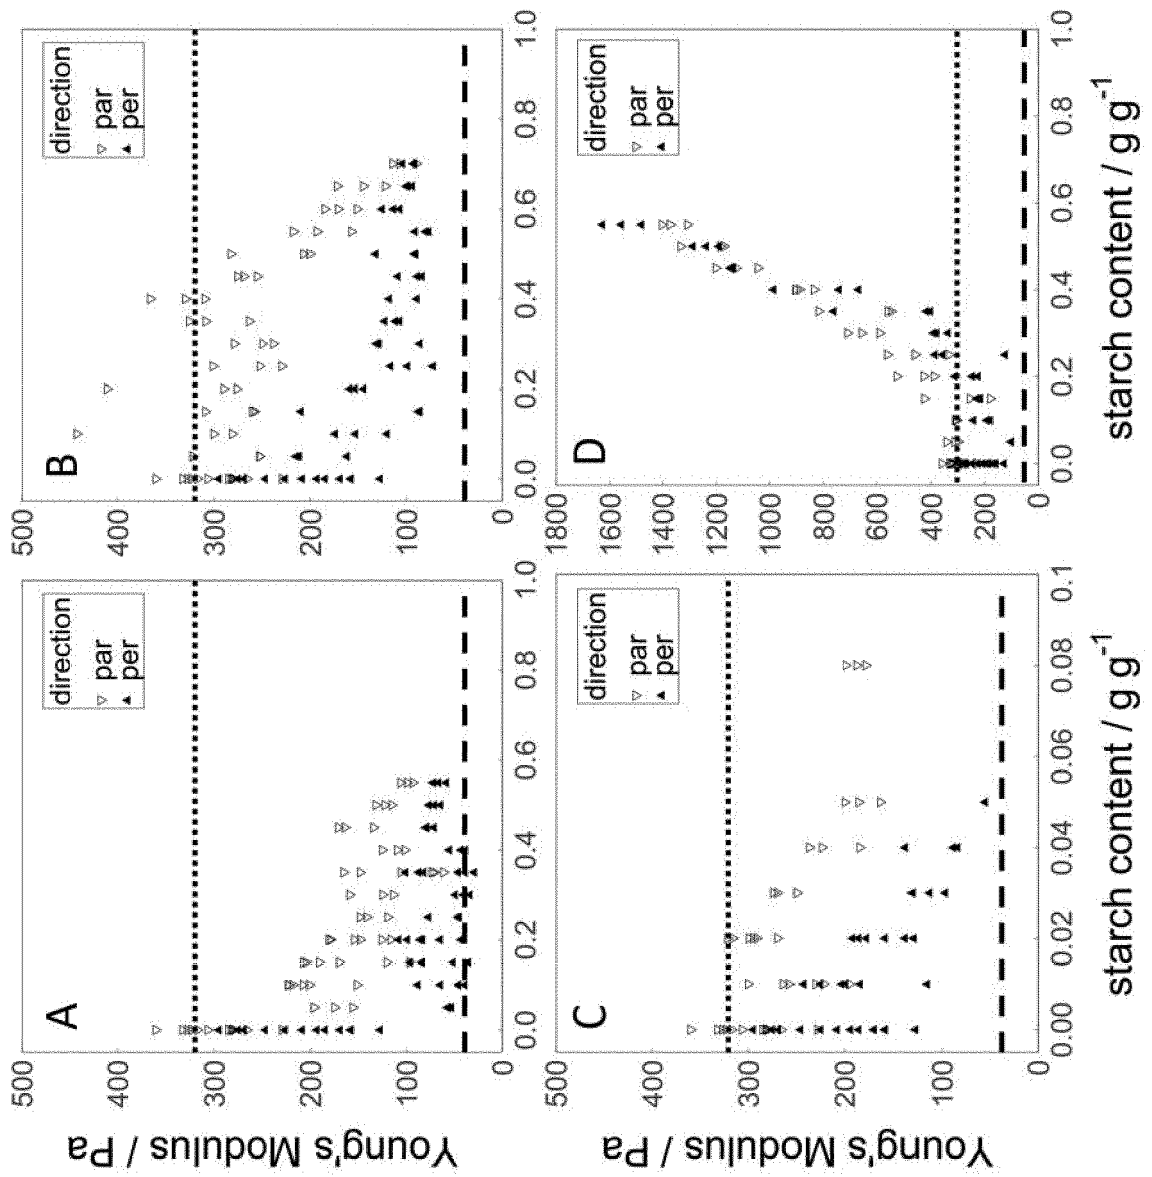 A
direction
▽ par
▲ per
500
400
300
200
100
0
0.0
0.2
0.4
0.6
0.8
1.0
Young's Modulus / Pa
B
direction
▽ par
▲ per
500
400
300
200
100
0
0.0
0.2
0.4
0.6
0.8
1.0
C
direction
▽ par
▲ per
500
400
300
200
100
0
0.00
0.02
0.04
0.06
0.08
0.1
Young's Modulus / Pa
starch content / g g⁻¹
D
direction
▽ par
▲ per
1800
1600
1400
1200
1000
800
600
400
200
0
0.0
0.2
0.4
0.6
0.8
1.0
starch content / g g⁻¹